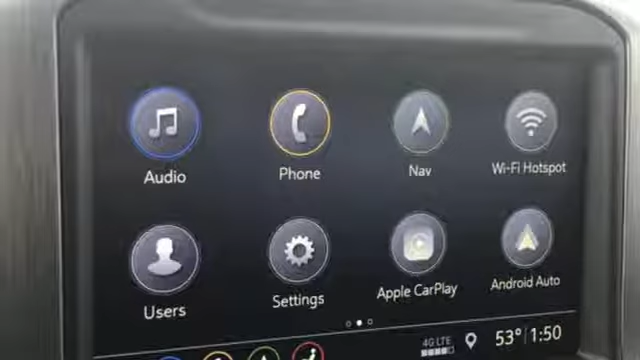 Audio
Phone
Nav
Wi-Fi Hotspot
Users
Settings
Apple CarPlay
Android Auto
4G LTE
53° 1:50